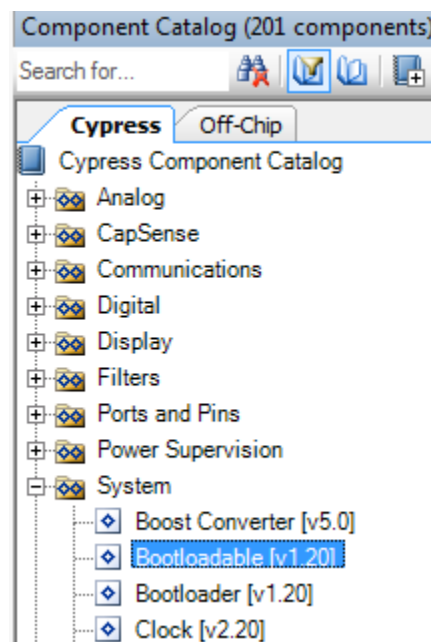 Component Catalog (201 components)
Search for...
Cypress Off-Chip
Cypress Component Catalog
Analog
CapSense
Communications
Digital
Display
Filters
Ports and Pins
Power Supervision
System
Boost Converter [v5.0]
Bootloadable [v1.20]
Bootloader [v1.20]
Clock [v2.20]